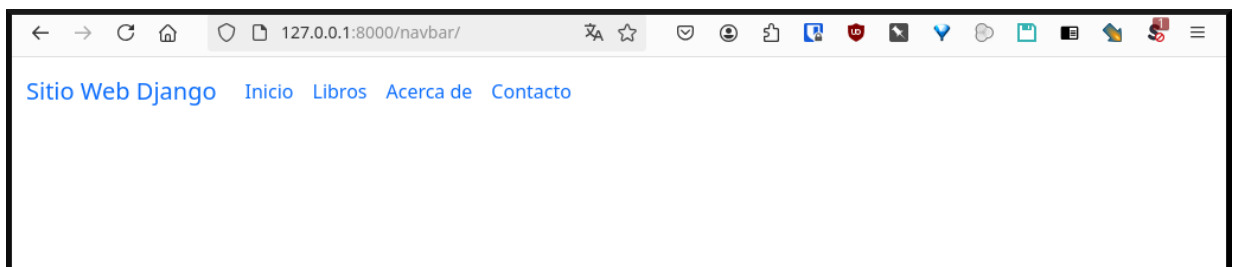 127.0.0.1:8000/navbar/
Sitio Web Django Inicio Libros Acerca de Contacto